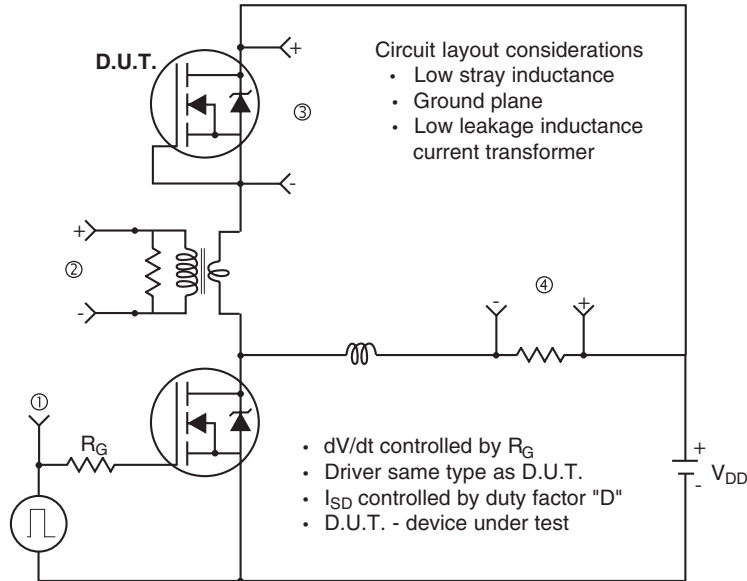 D.U.T.
+
③
-
Circuit layout considerations
• Low stray inductance
• Ground plane
• Low leakage inductance
current transformer
+
②
-
④
- +
①
R_G
• dV/dt controlled by R_G
• Driver same type as D.U.T.
• I_SD controlled by duty factor "D"
• D.U.T. - device under test
+
V_DD
-